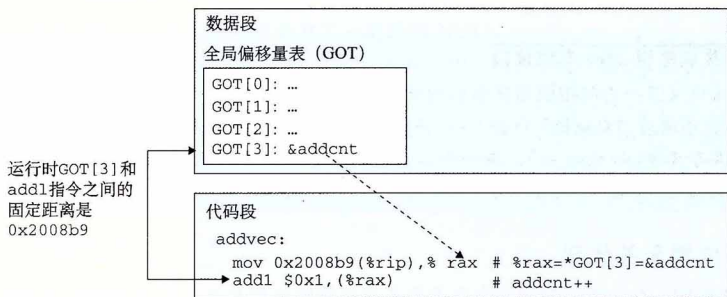 数据段
全局偏移量表（GOT）
GOT[0]: …
GOT[1]: …
GOT[2]: …
GOT[3]: &addcnt
运行时GOT[3]和
addl指令之间的
固定距离是
0x2008b9
代码段
addvec:
mov 0x2008b9(%rip),% rax # %rax=*GOT[3]=&addcnt
addl $0x1,(%rax) # addcnt++